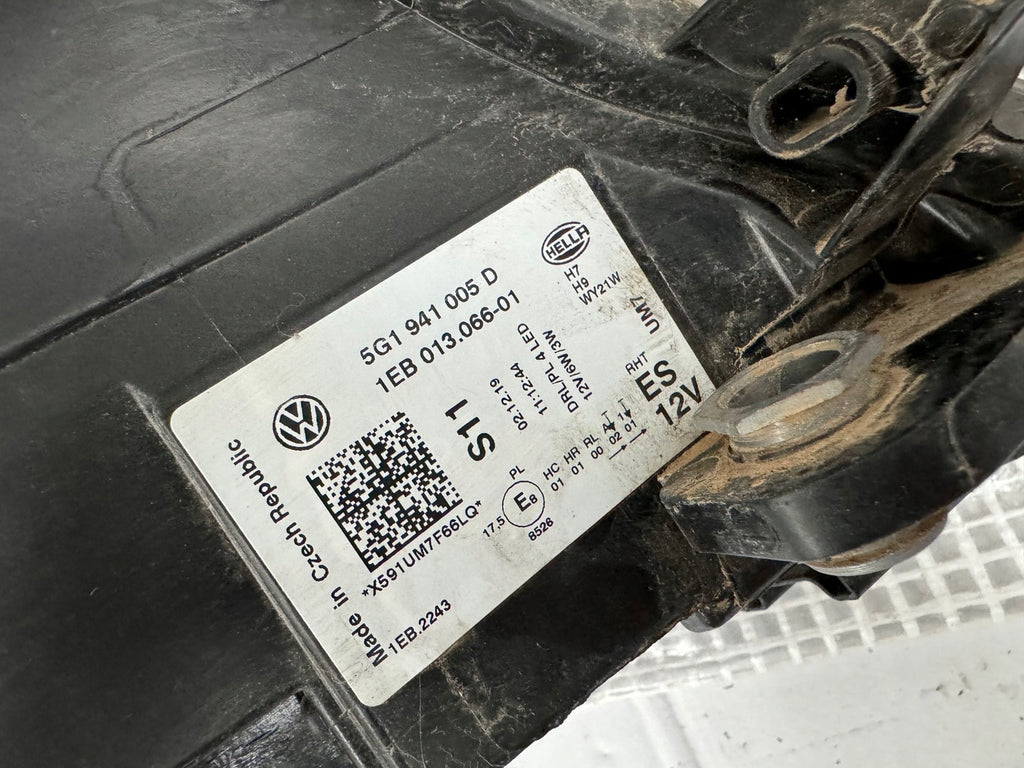 5G1 941 005 D
1EB 013.066-01
HELLA
H7
H9
WY21W
02.12.19
11:12:44
DRL/PL 4 LED
12V/6W/3W
UM7
S11
RHT
ES
12V
PL
17.5
E8
8526
HC HR RL A 1 1
01 01 00 02 01
Made in Czech Republic
*X591UM7F66LQ*
1EB.2243